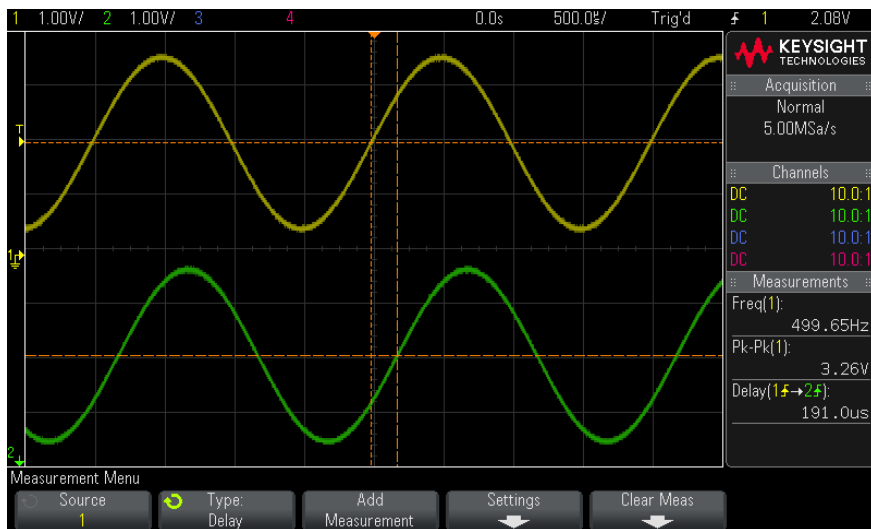 1 1.00V/ 2 1.00V/ 3 4 0.0s 500.0us/ Trig'd 1 2.08V
KEYSIGHT
TECHNOLOGIES
Acquisition
Normal
5.00MSa/s
Channels
DC 10.0:1
DC 10.0:1
DC 10.0:1
DC 10.0:1
Measurements
Freq(1):
499.65Hz
Pk-Pk(1):
3.26V
Delay(1→2):
191.0us
T
1
2
Measurement Menu
Source
1
Type:
Delay
Add
Measurement
Settings
Clear Meas